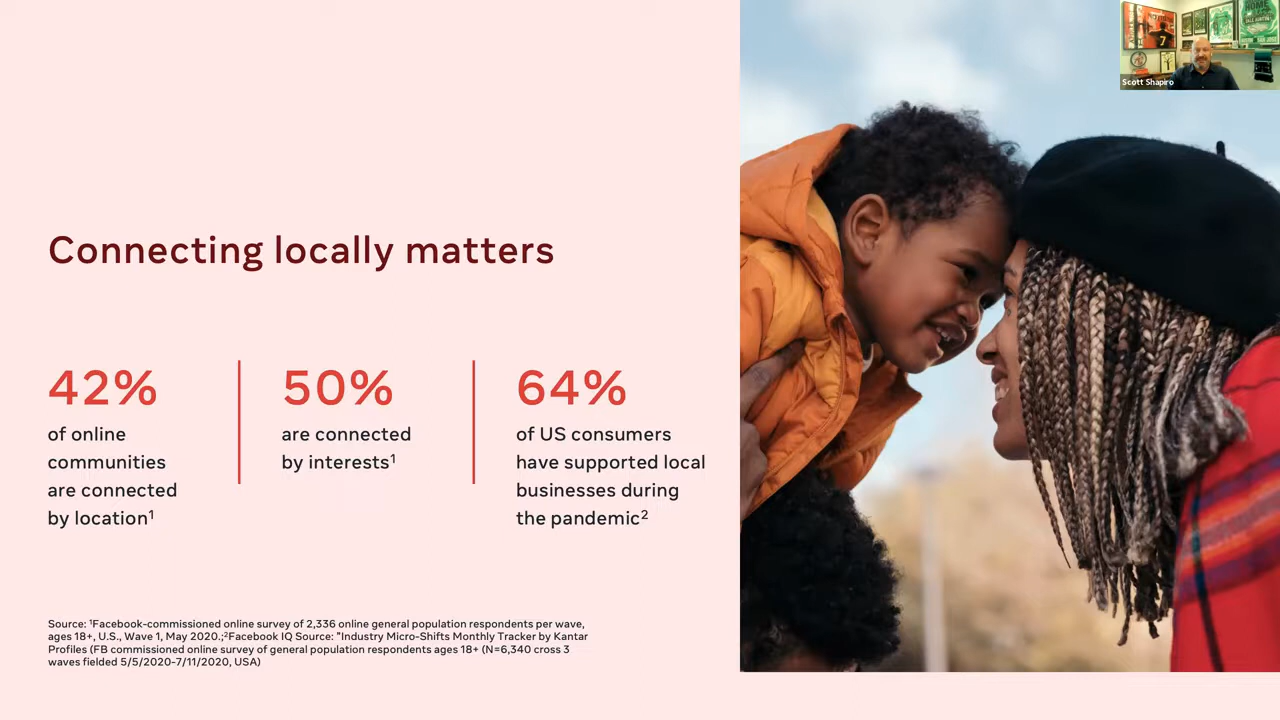 Scott Shapiro
Connecting locally matters
42%
of online
communities
are connected
by location¹
50%
are connected
by interests¹
64%
of US consumers
have supported local
businesses during
the pandemic²
Source: ¹Facebook-commissioned online survey of 2,336 online general population respondents per wave,
ages 18+, U.S., Wave 1, May 2020.;²Facebook IQ Source: "Industry Micro-Shifts Monthly Tracker by Kantar
Profiles (FB commissioned online survey of general population respondents ages 18+ (N=6,340 cross 3
waves fielded 5/5/2020-7/11/2020, USA)